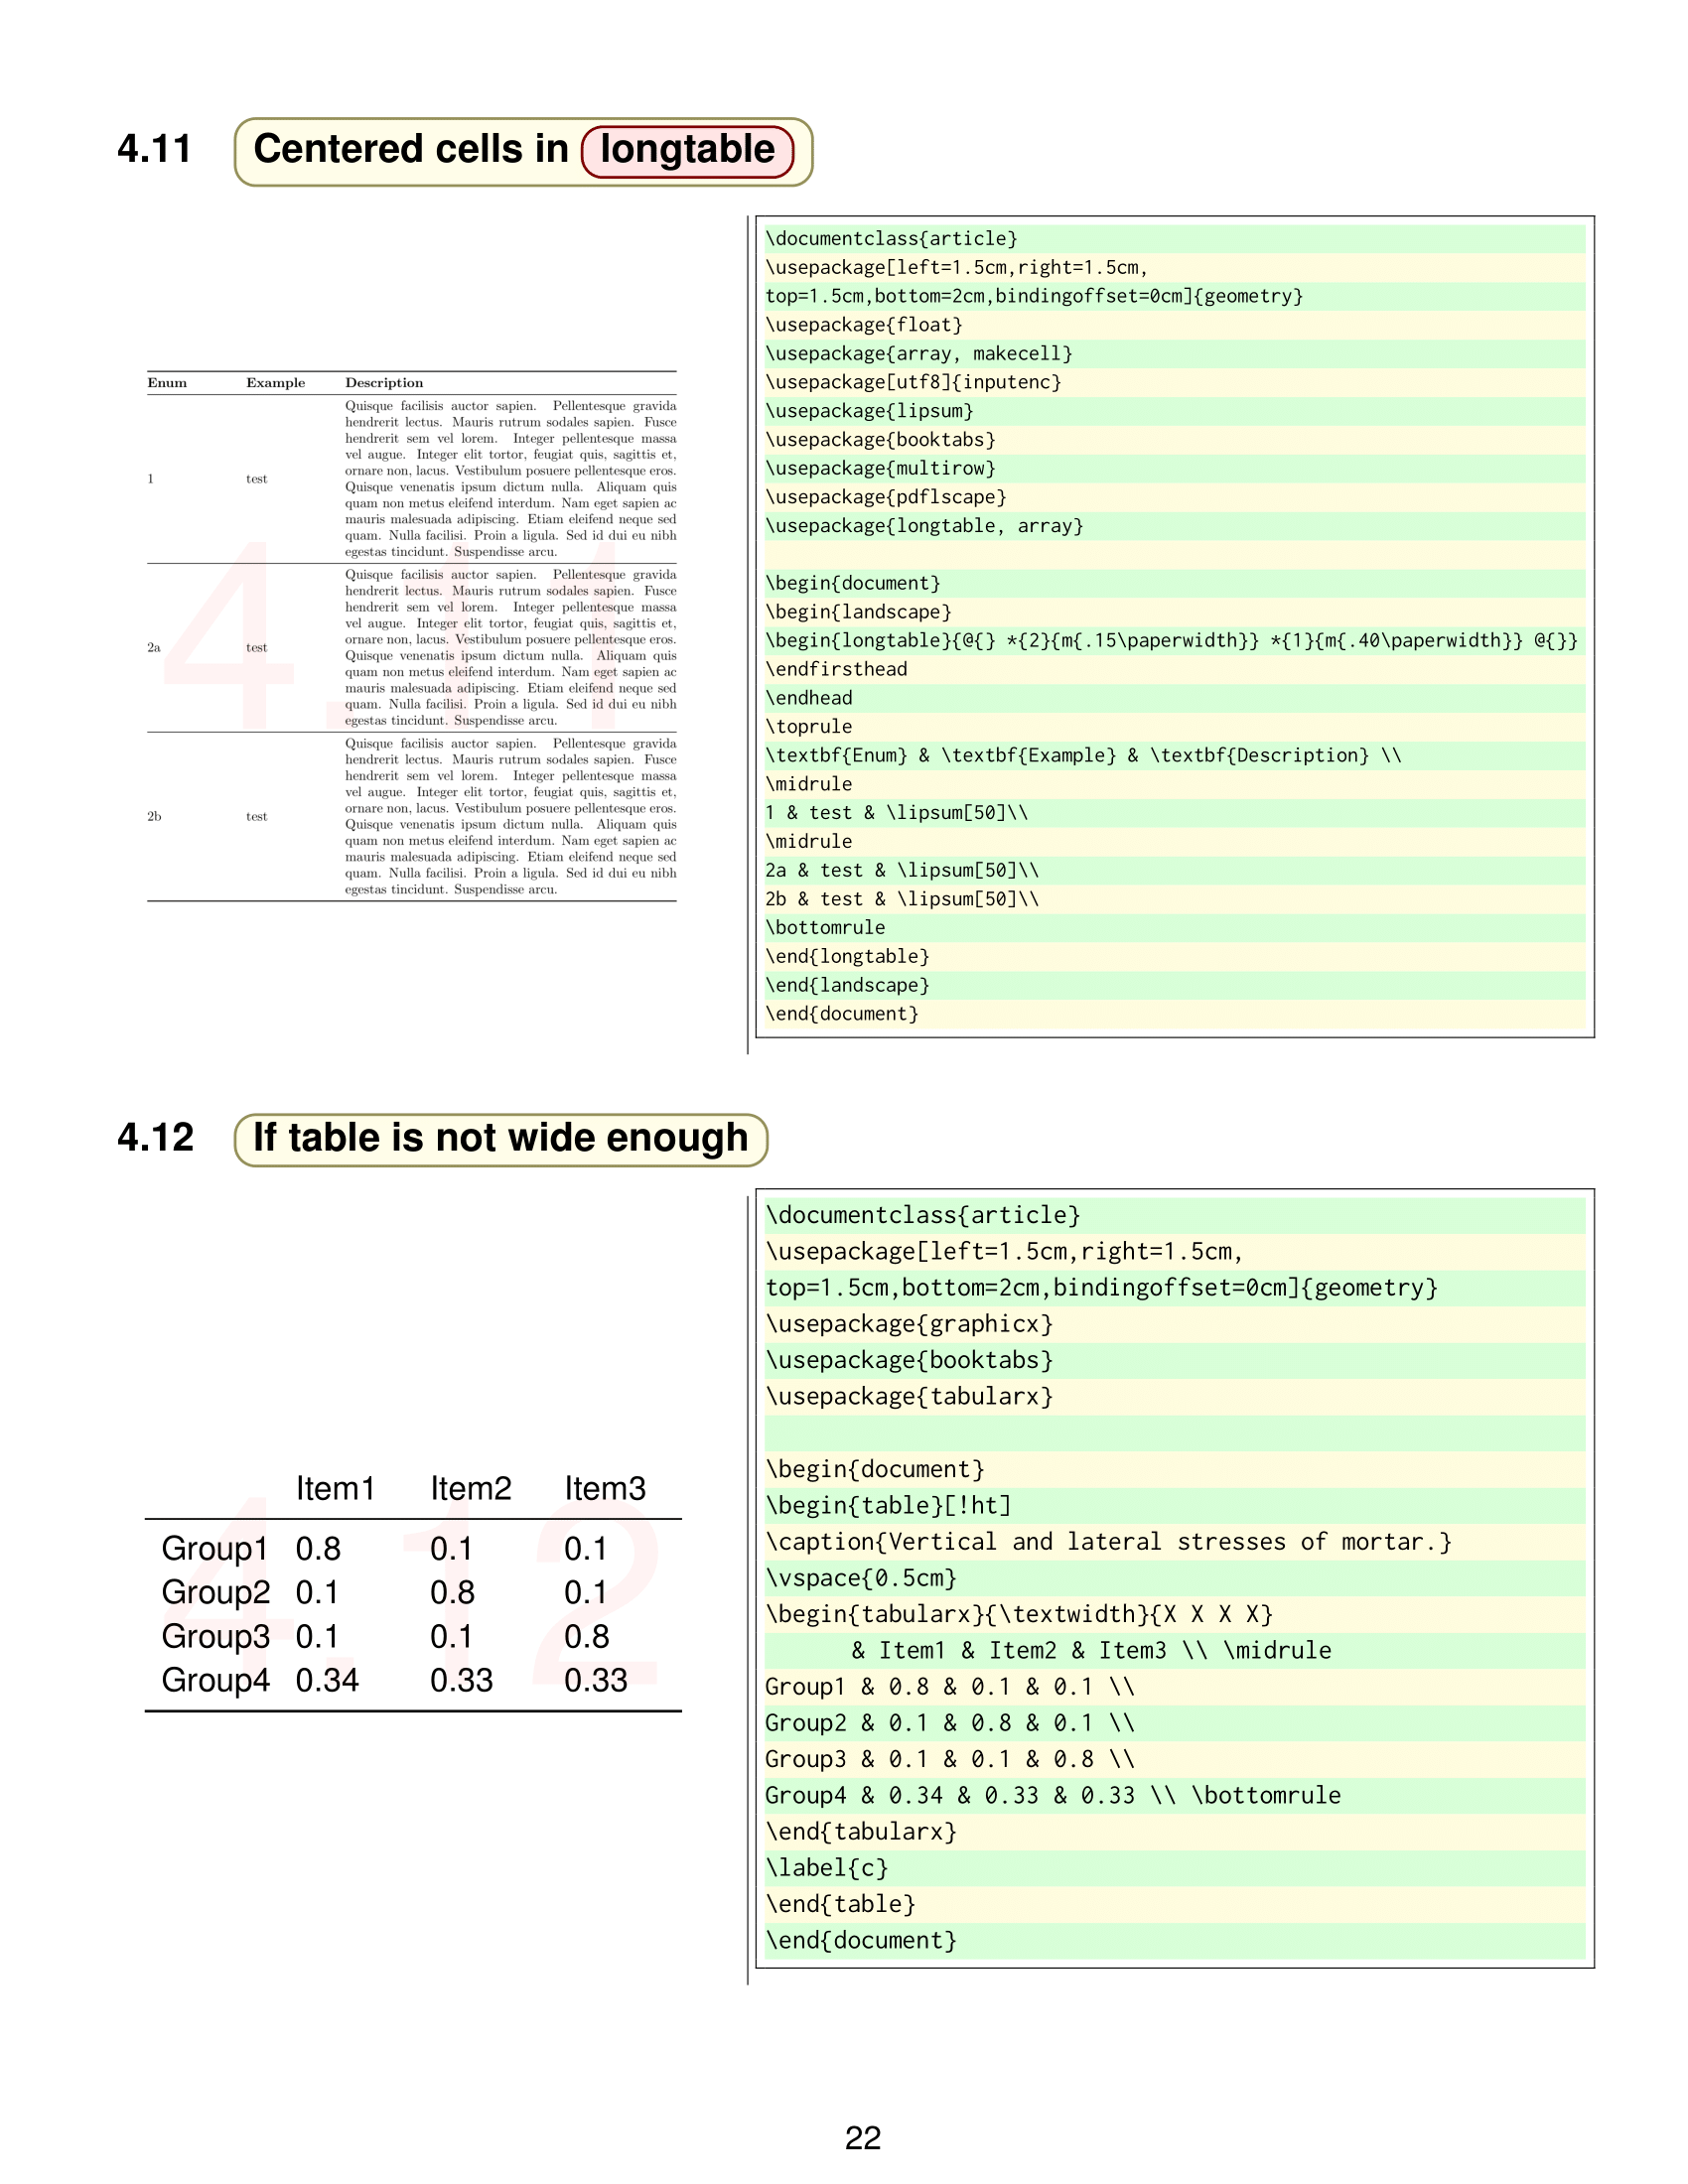 4.11 Centered cells in longtable
Enum Example Description
1 test
Quisque facilisis auctor sapien. Pellentesque gravida
hendrerit lectus. Mauris rutrum sodales sapien. Fusce
hendrerit sem vel lorem. Integer pellentesque massa
vel augue. Integer elit tortor, feugiat quis, sagittis et,
ornare non, lacus. Vestibulum posuere pellentesque eros.
Quisque venenatis ipsum dictum nulla. Aliquam quis
quam non metus eleifend interdum. Nam eget sapien ac
mauris malesuada adipiscing. Etiam eleifend neque sed
quam. Nulla facilisi. Proin a ligula. Sed id dui eu nibh
egestas tincidunt. Suspendisse arcu.
2a test
Quisque facilisis auctor sapien. Pellentesque gravida
hendrerit lectus. Mauris rutrum sodales sapien. Fusce
hendrerit sem vel lorem. Integer pellentesque massa
vel augue. Integer elit tortor, feugiat quis, sagittis et,
ornare non, lacus. Vestibulum posuere pellentesque eros.
Quisque venenatis ipsum dictum nulla. Aliquam quis
quam non metus eleifend interdum. Nam eget sapien ac
mauris malesuada adipiscing. Etiam eleifend neque sed
quam. Nulla facilisi. Proin a ligula. Sed id dui eu nibh
egestas tincidunt. Suspendisse arcu.
2b test
Quisque facilisis auctor sapien. Pellentesque gravida
hendrerit lectus. Mauris rutrum sodales sapien. Fusce
hendrerit sem vel lorem. Integer pellentesque massa
vel augue. Integer elit tortor, feugiat quis, sagittis et,
ornare non, lacus. Vestibulum posuere pellentesque eros.
Quisque venenatis ipsum dictum nulla. Aliquam quis
quam non metus eleifend interdum. Nam eget sapien ac
mauris malesuada adipiscing. Etiam eleifend neque sed
quam. Nulla facilisi. Proin a ligula. Sed id dui eu nibh
egestas tincidunt. Suspendisse arcu.
4.11
\documentclass{article}
\usepackage[left=1.5cm,right=1.5cm,
top=1.5cm,bottom=2cm,bindingoffset=0cm]{geometry}
\usepackage{float}
\usepackage{array, makecell}
\usepackage[utf8]{inputenc}
\usepackage{lipsum}
\usepackage{booktabs}
\usepackage{multirow}
\usepackage{pdflscape}
\usepackage{longtable, array}
\begin{document}
\begin{landscape}
\begin{longtable}{@{} *{2}{m{.15\paperwidth}} *{1}{m{.40\paperwidth}} @{}}
\endfirsthead
\endhead
\toprule
\textbf{Enum} & \textbf{Example} & \textbf{Description} \\
\midrule
1 & test & \lipsum[50]\\
\midrule
2a & test & \lipsum[50]\\
2b & test & \lipsum[50]\\
\bottomrule
\end{longtable}
\end{landscape}
\end{document}
4.12 If table is not wide enough
Item1 Item2 Item3
Group1 0.8 0.1 0.1
Group2 0.1 0.8 0.1
Group3 0.1 0.1 0.8
Group4 0.34 0.33 0.33
4.12
\documentclass{article}
\usepackage[left=1.5cm,right=1.5cm,
top=1.5cm,bottom=2cm,bindingoffset=0cm]{geometry}
\usepackage{graphicx}
\usepackage{booktabs}
\usepackage{tabularx}
\begin{document}
\begin{table}[!ht]
\caption{Vertical and lateral stresses of mortar.}
\vspace{0.5cm}
\begin{tabularx}{\textwidth}{X X X X}
& Item1 & Item2 & Item3 \\ \midrule
Group1 & 0.8 & 0.1 & 0.1 \\
Group2 & 0.1 & 0.8 & 0.1 \\
Group3 & 0.1 & 0.1 & 0.8 \\
Group4 & 0.34 & 0.33 & 0.33 \\ \bottomrule
\end{tabularx}
\label{c}
\end{table}
\end{document}
22